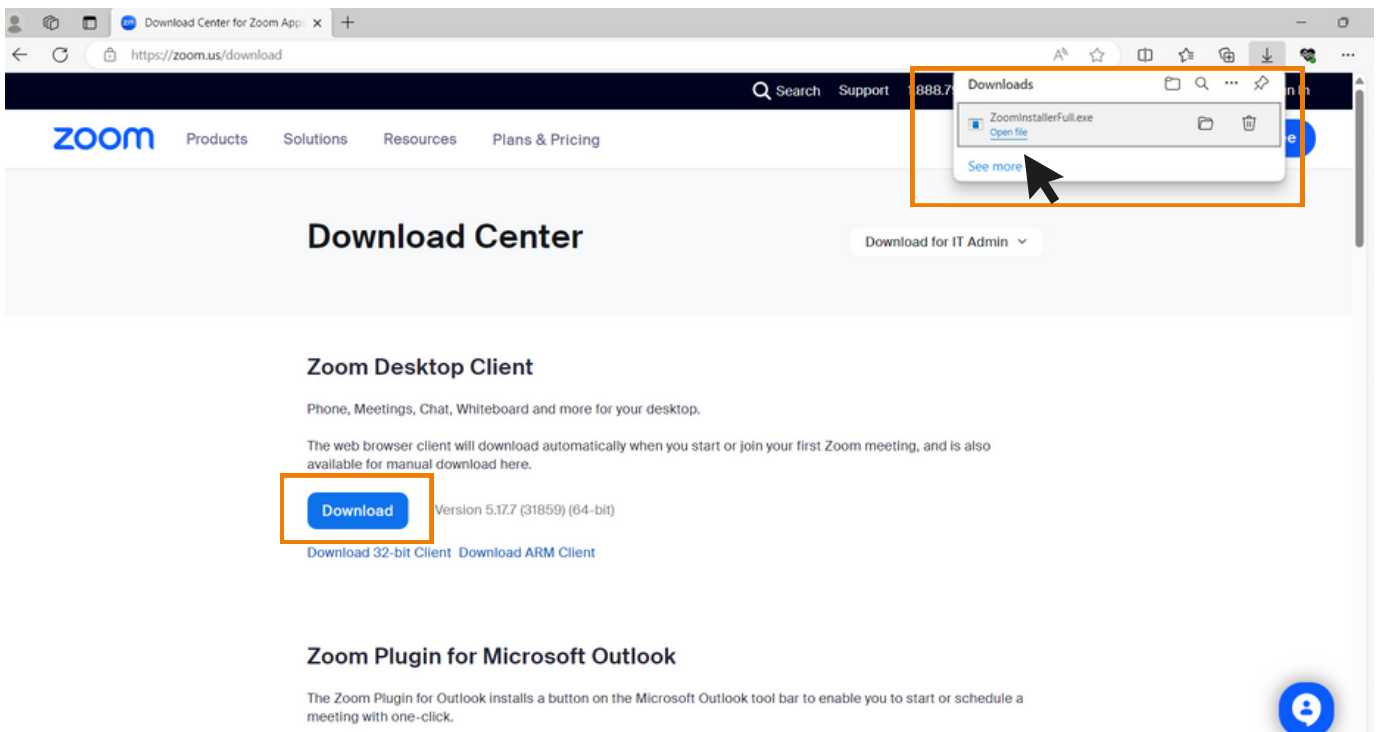 Download Center for Zoom App
https://zoom.us/download
Search Support 1.888.79 n In
Downloads
ZoomInstallerFull.exe
Open file
See more
zoom Products Solutions Resources Plans & Pricing
Download Center
Download for IT Admin
Zoom Desktop Client
Phone, Meetings, Chat, Whiteboard and more for your desktop.
The web browser client will download automatically when you start or join your first Zoom meeting, and is also
available for manual download here.
Download Version 5.17.7 (31859) (64-bit)
Download 32-bit Client Download ARM Client
Zoom Plugin for Microsoft Outlook
The Zoom Plugin for Outlook installs a button on the Microsoft Outlook tool bar to enable you to start or schedule a
meeting with one-click.